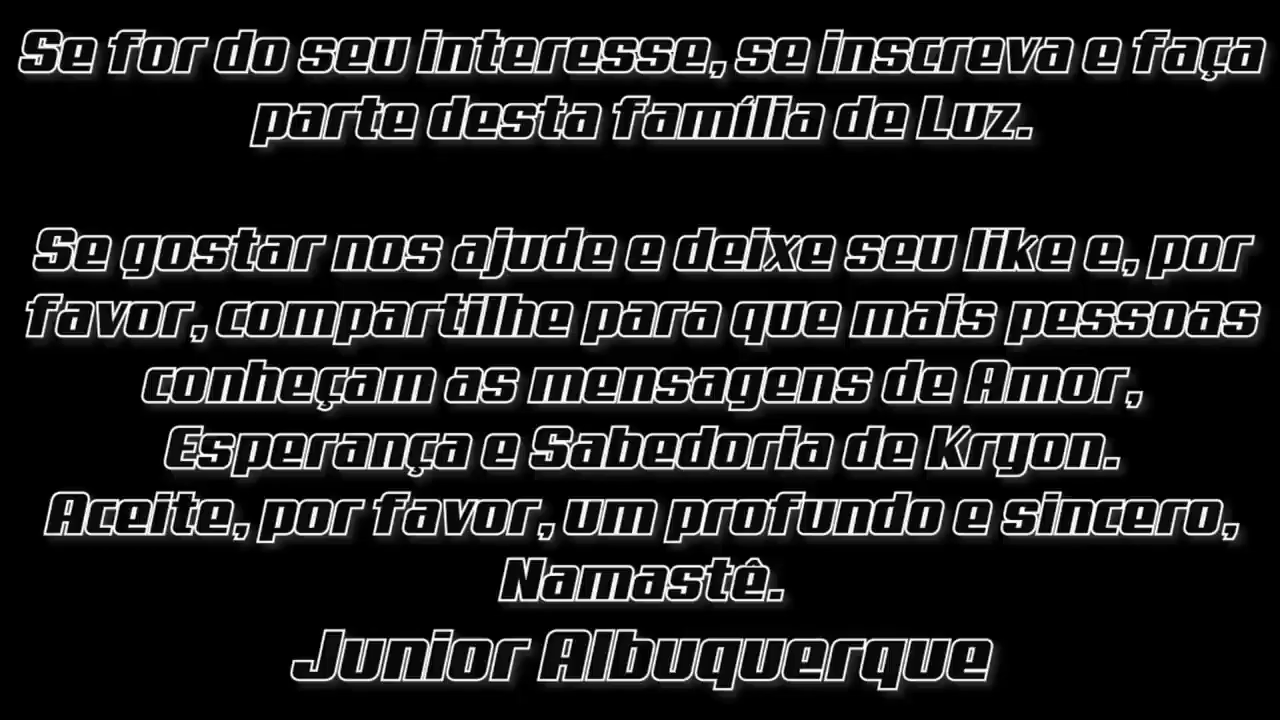 Se for do seu interesse, se inscreva e faça
parte desta família de Luz.
Se gostar nos ajude e deixe seu like e, por
favor, compartilhe para que mais pessoas
conheçam as mensagens de Amor,
Esperança e Sabedoria de Kryon.
Aceite, por favor, um profundo e sincero,
Namastê.
Junior Albuquerque